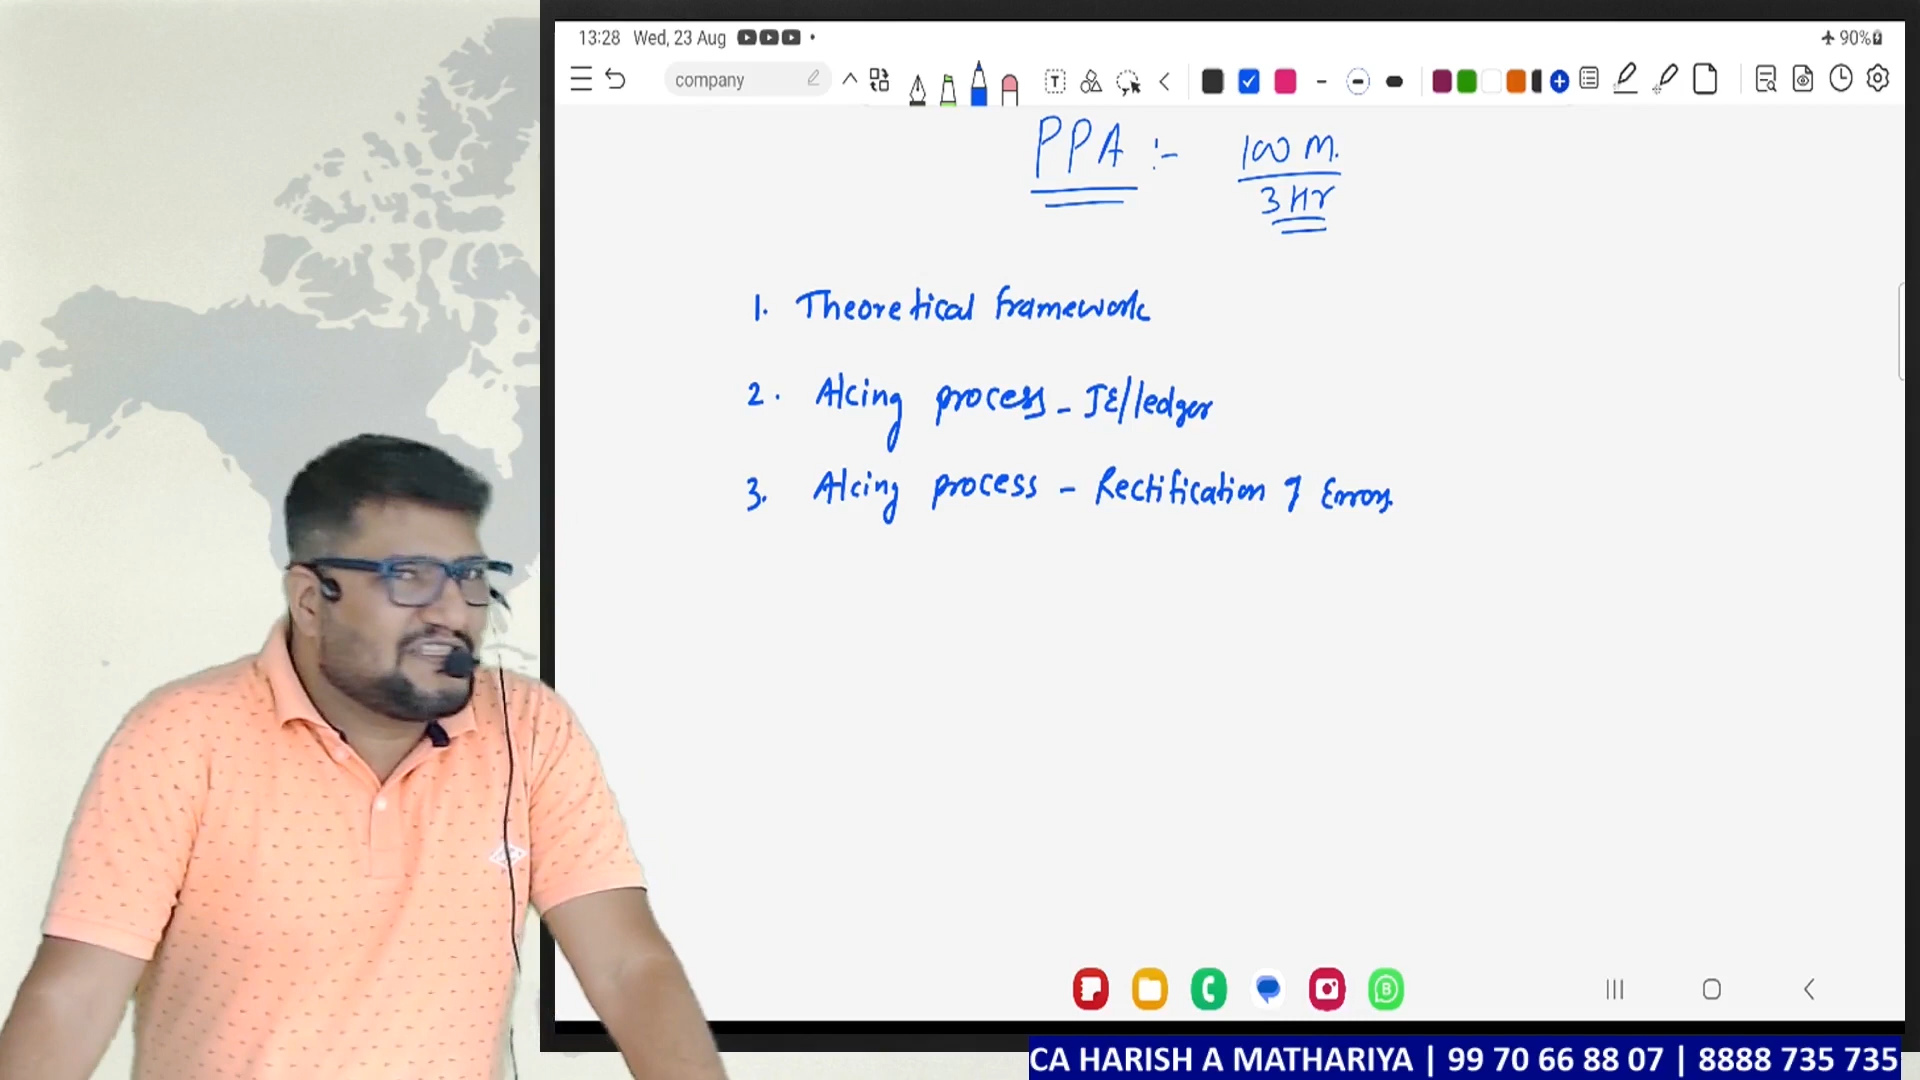 13:28 Wed, 23 Aug
90%
company
T
PPA :- 100 M.
3 Hr
1. Theoretical framework
2. A/cing process - JE/ledger
3. A/cing process - Rectification of Errors.
CA HARISH A MATHARIYA | 99 70 66 88 07 | 8888 735 735